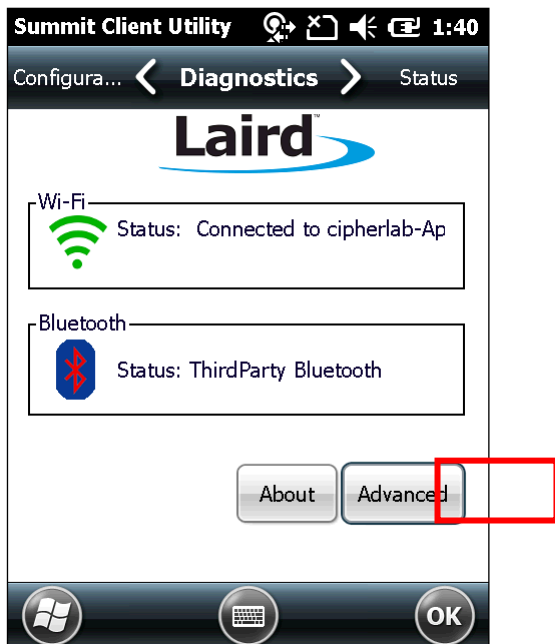 Summit Client Utility 1:40
Configura... Diagnostics Status
Laird™
Wi-Fi
Status: Connected to cipherlab-Ap
Bluetooth
Status: ThirdParty Bluetooth
About Advanced
OK